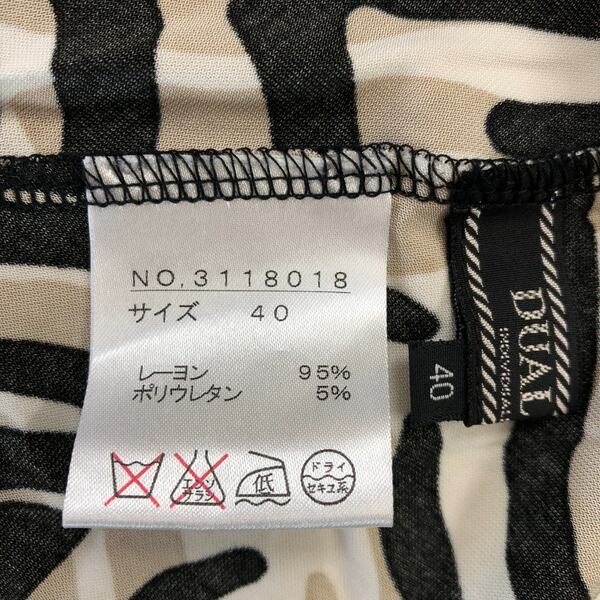 NO.3118018
サイズ 40
レーヨン 95%
ポリウレタン 5%
エンソ
サラシ
低
ドライ
セキユ系
40
DUAL